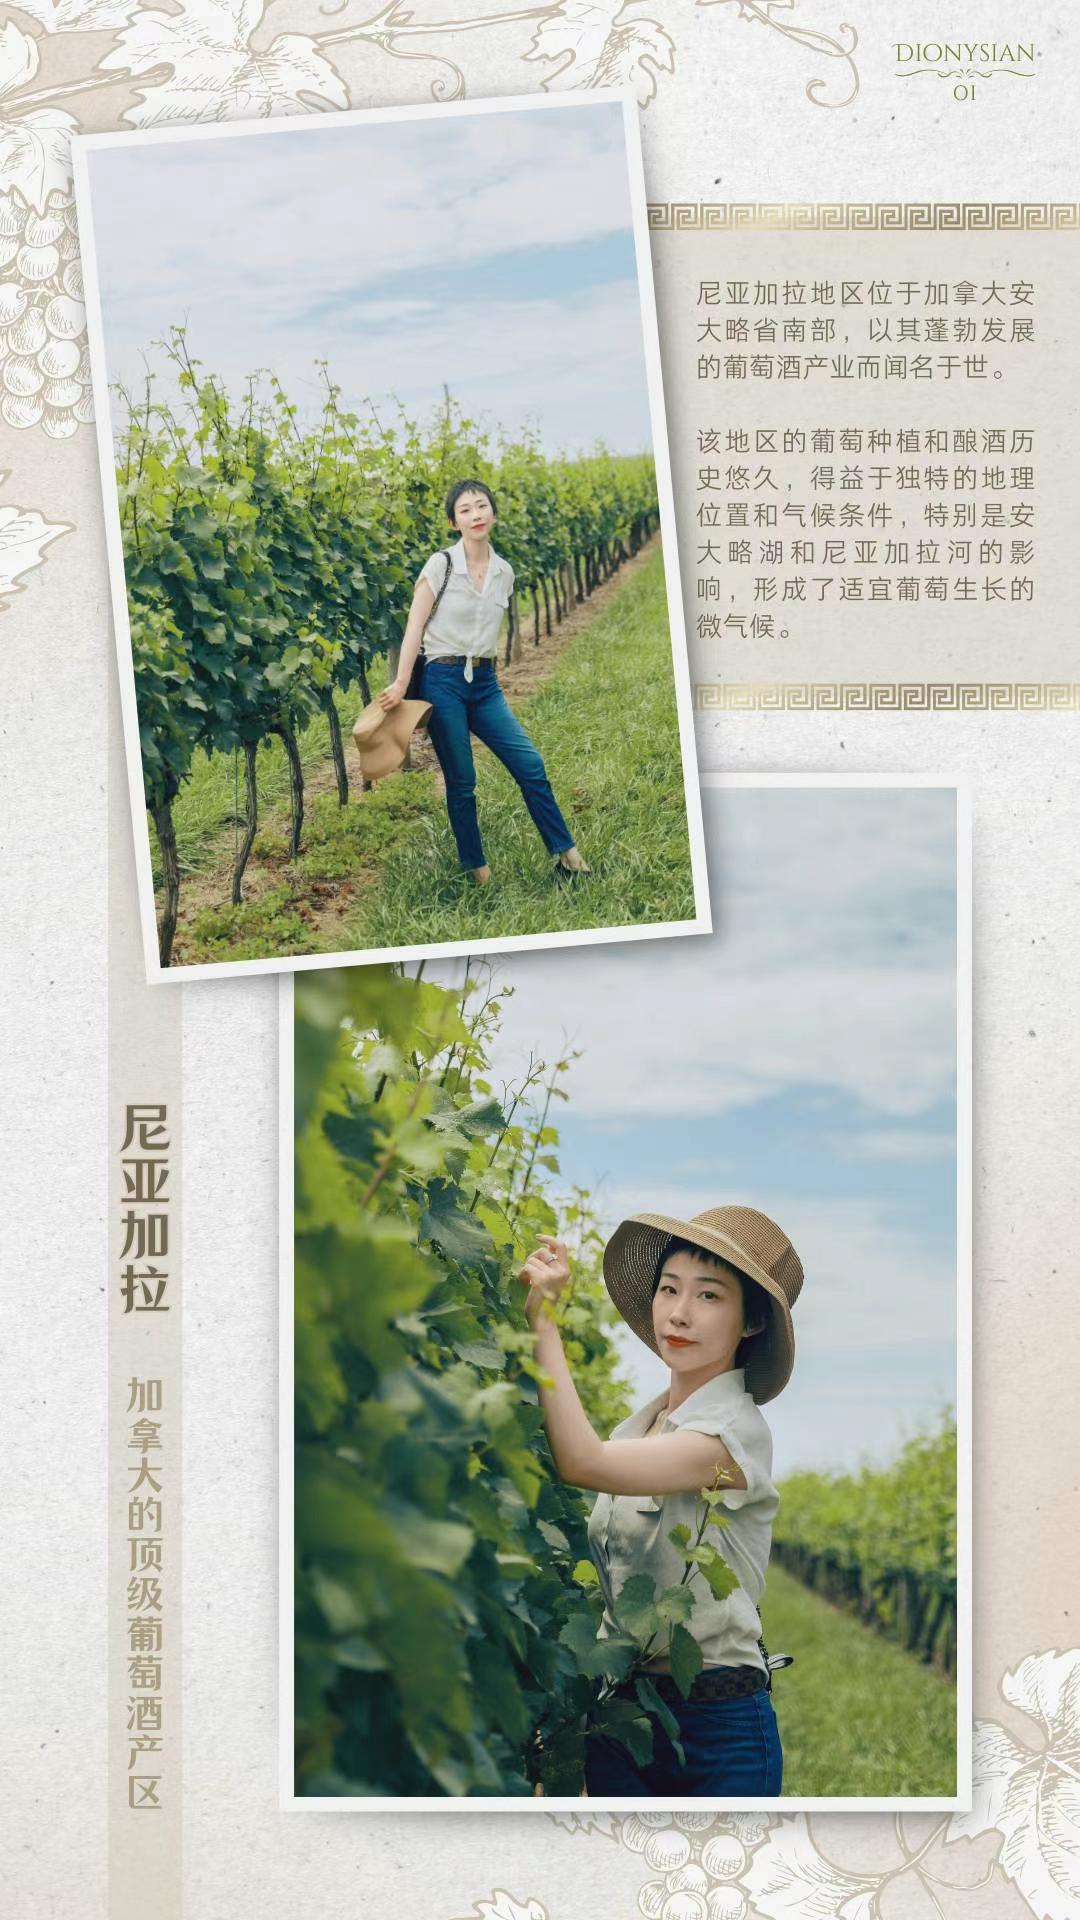 DIONYSIAN
01
尼亚加拉地区位于加拿大安
大略省南部，以其蓬勃发展
的葡萄酒产业而闻名于世。
该地区的葡萄种植和酿酒历
史悠久，得益于独特的地理
位置和气候条件，特别是安
大略湖和尼亚加拉河的影
响，形成了适宜葡萄生长的
微气候。
尼亚加拉
加拿大的顶级葡萄酒产区